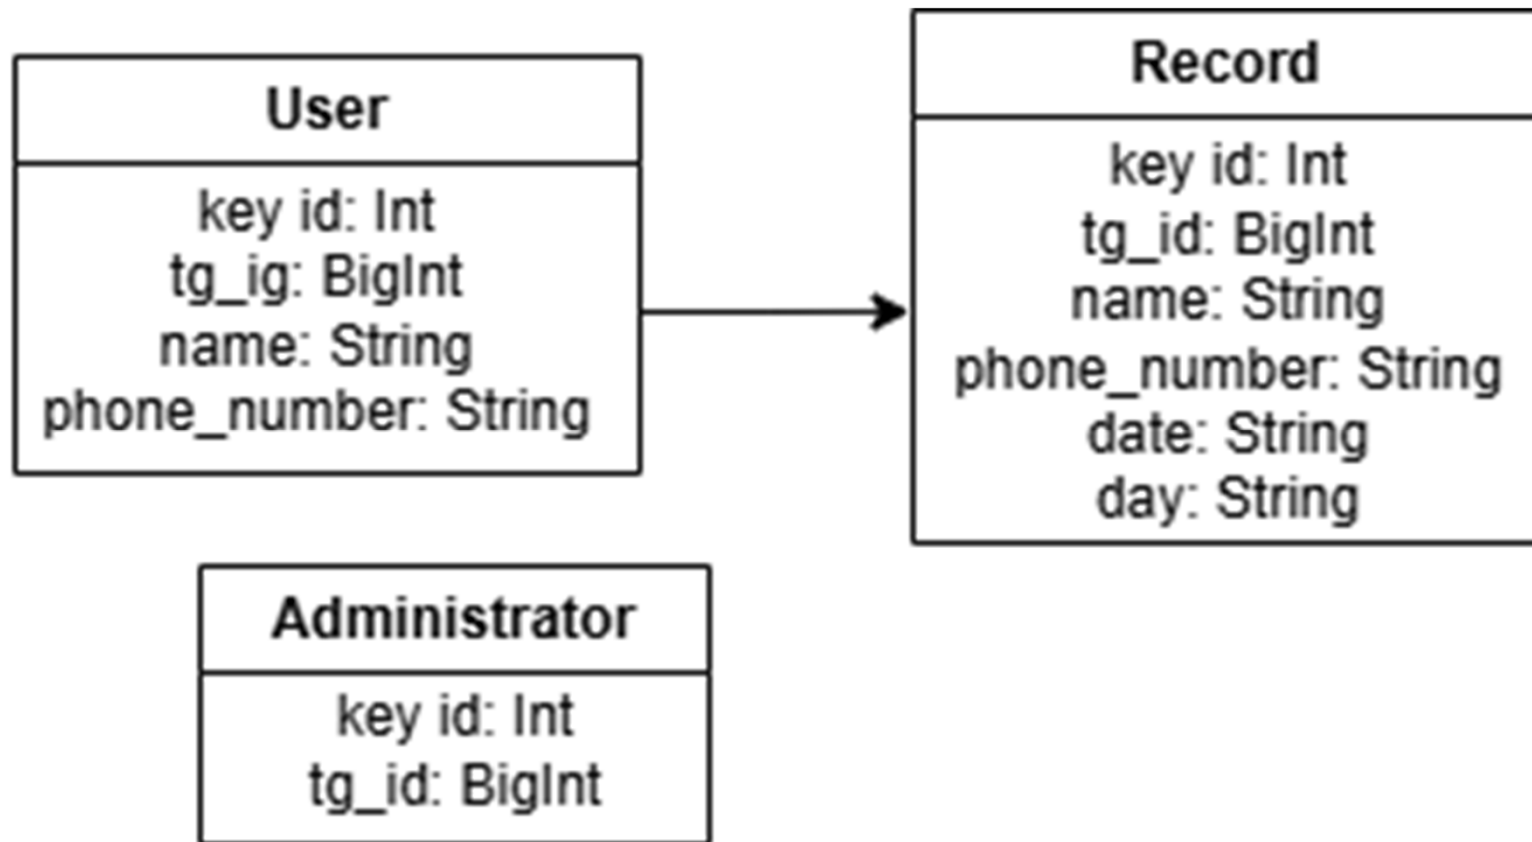 User
key id: Int
tg_ig: BigInt
name: String
phone_number: String
Record
key id: Int
tg_id: BigInt
name: String
phone_number: String
date: String
day: String
Administrator
key id: Int
tg_id: BigInt